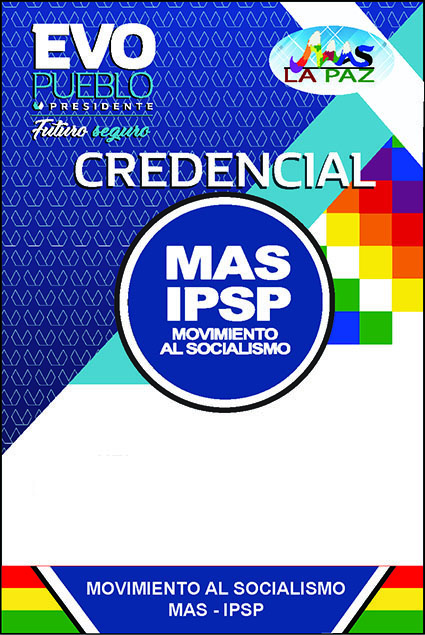 EVO
PUEBLO
PRESIDENTE
Futuro seguro
MAS
LA PAZ
CREDENCIAL
MAS
IPSP
MOVIMIENTO
AL SOCIALISMO
MOVIMIENTO AL SOCIALISMO
MAS - IPSP